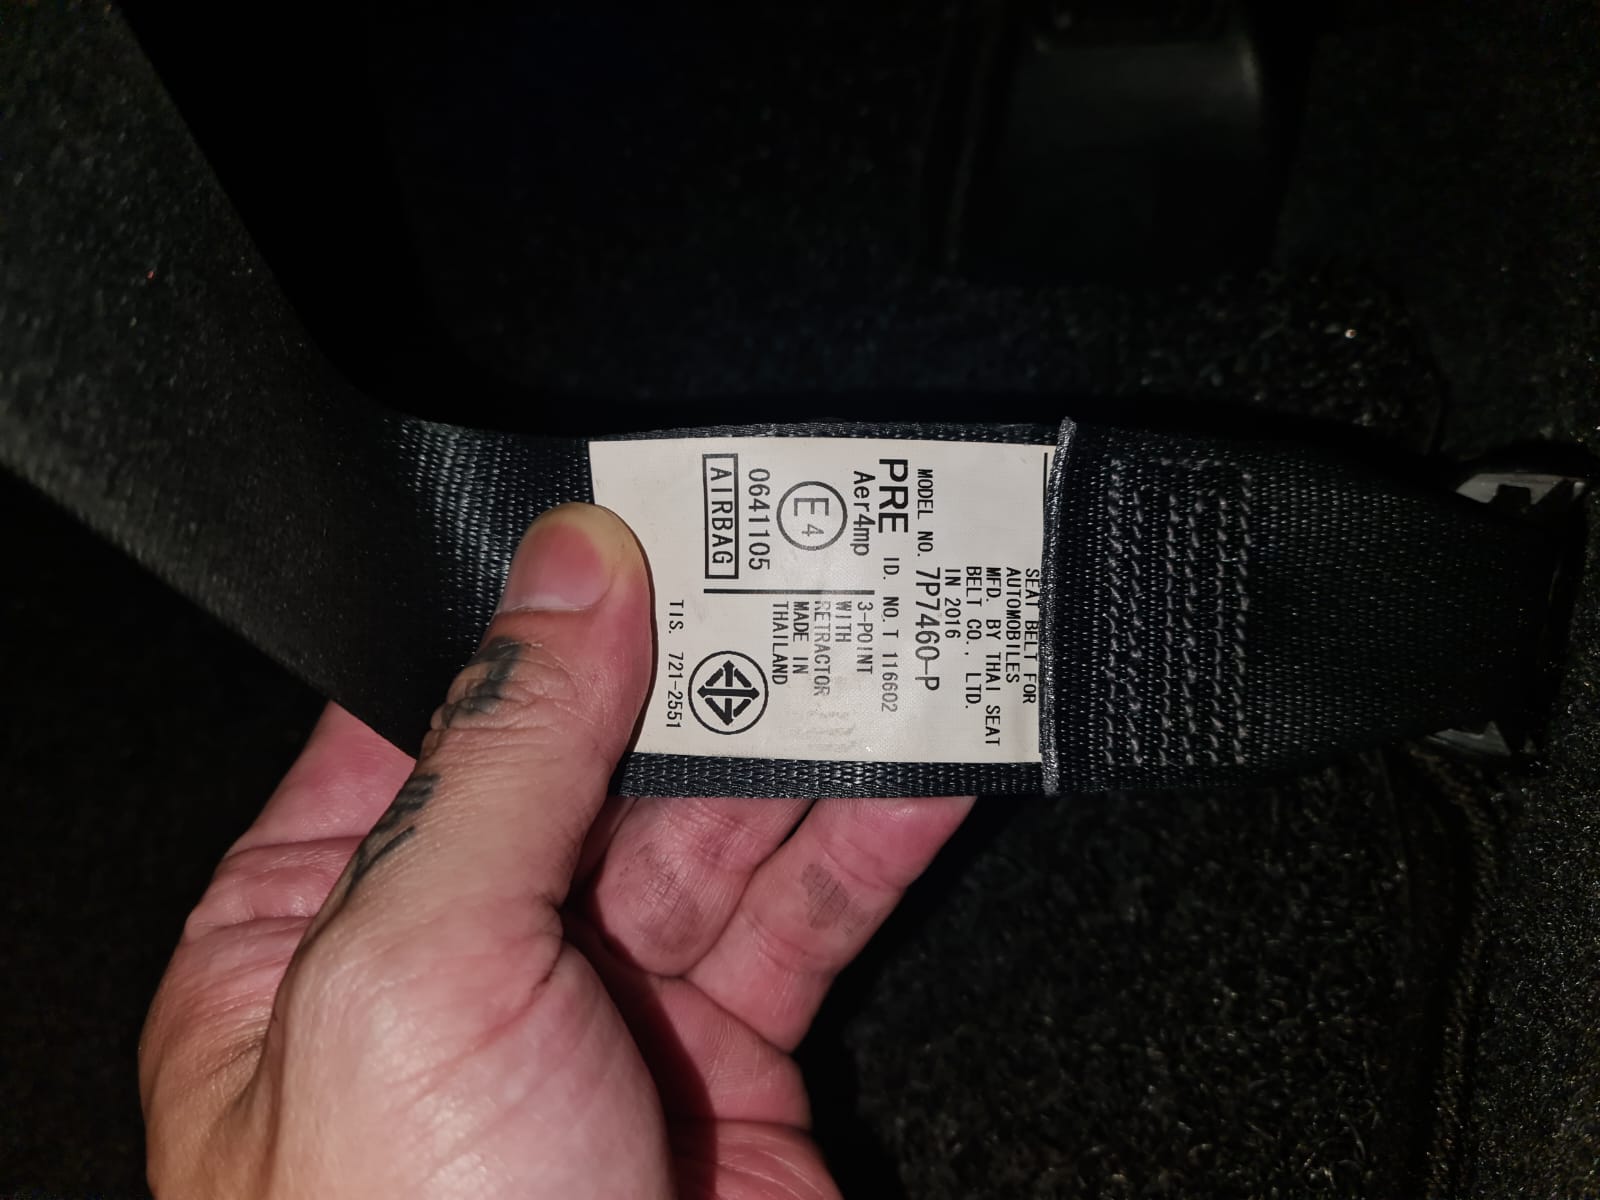 SEAT BELT FOR
AUTOMOBILES
MFD. BY THAI SEAT
BELT CO., LTD.
IN 2016
MODEL NO. 7P7460-P
PRE ID. NO. T 116602
Aer4mp
E4
0641105
AIRBAG
3-POINT
WITH
RETRACTOR
MADE IN
THAILAND
TIS. 721-2551